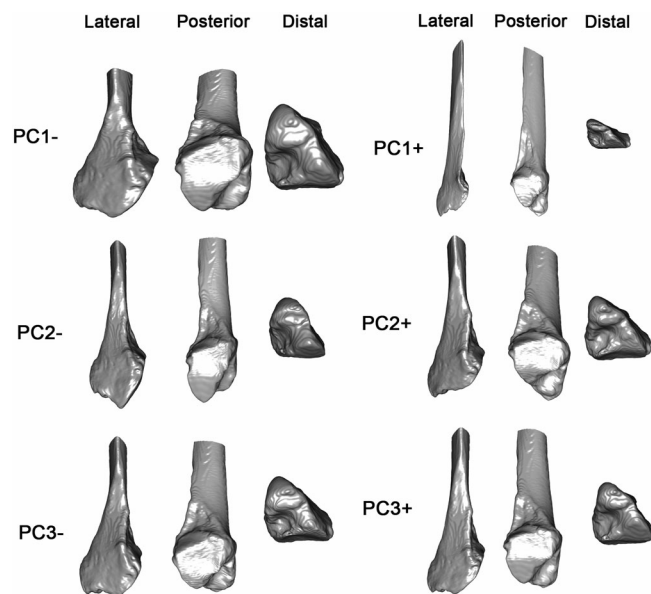 Lateral Posterior Distal Lateral Posterior Distal
PC1- PC1+
PC2- PC2+
PC3- PC3+